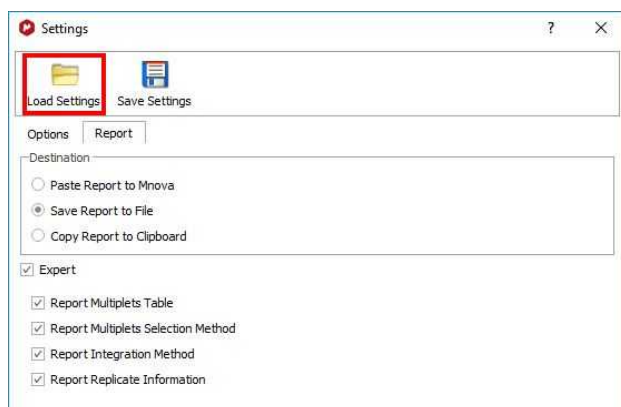 Settings
?
Load Settings Save Settings
Options Report
Destination
Paste Report to Mnova
Save Report to File
Copy Report to Clipboard
Expert
Report Multiplets Table
Report Multiplets Selection Method
Report Integration Method
Report Replicate Information